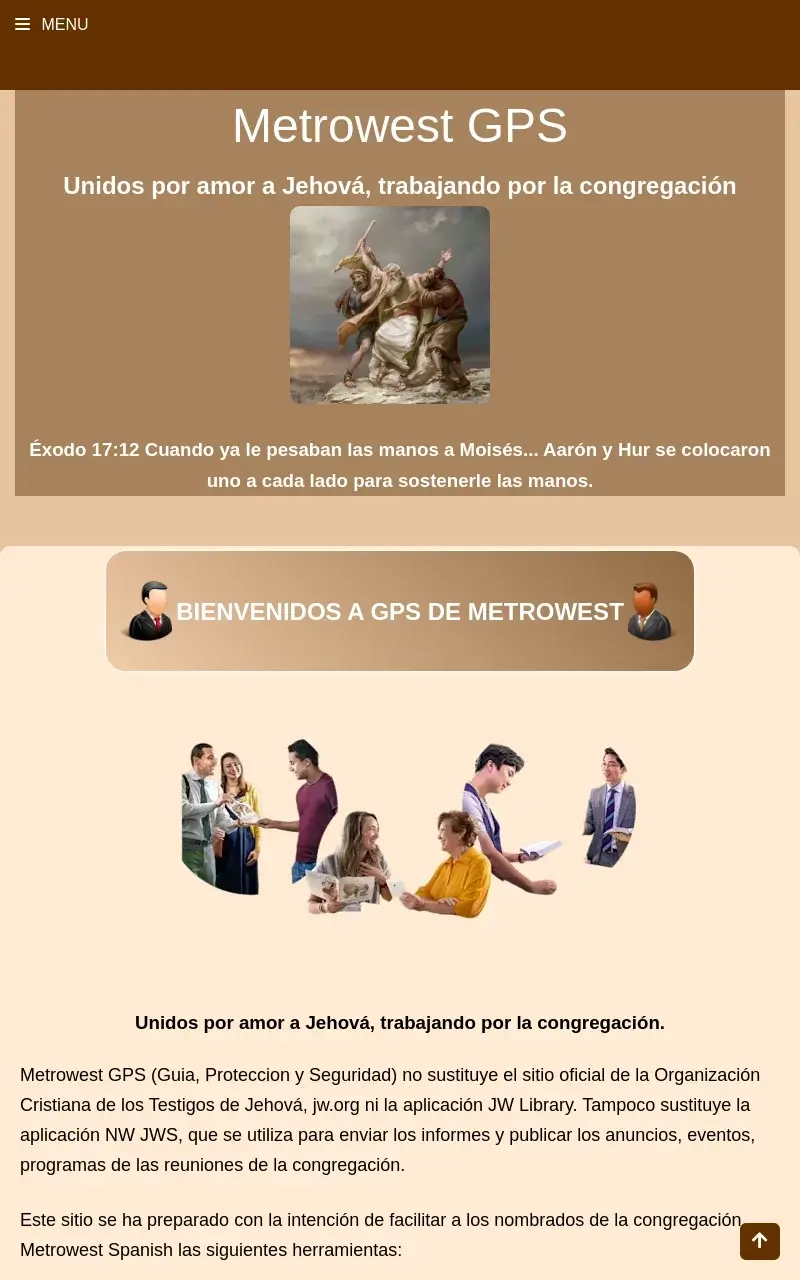 MENU
Metrowest GPS
Unidos por amor a Jehová, trabajando por la congregación
Éxodo 17:12 Cuando ya le pesaban las manos a Moisés... Aarón y Hur se colocaron
uno a cada lado para sostenerle las manos.
BIENVENIDOS A GPS DE METROWEST
Unidos por amor a Jehová, trabajando por la congregación.
Metrowest GPS (Guia, Proteccion y Seguridad) no sustituye el sitio oficial de la Organización
Cristiana de los Testigos de Jehová, jw.org ni la aplicación JW Library. Tampoco sustituye la
aplicación NW JWS, que se utiliza para enviar los informes y publicar los anuncios, eventos,
programas de las reuniones de la congregación.
Este sitio se ha preparado con la intención de facilitar a los nombrados de la congregación
Metrowest Spanish las siguientes herramientas: